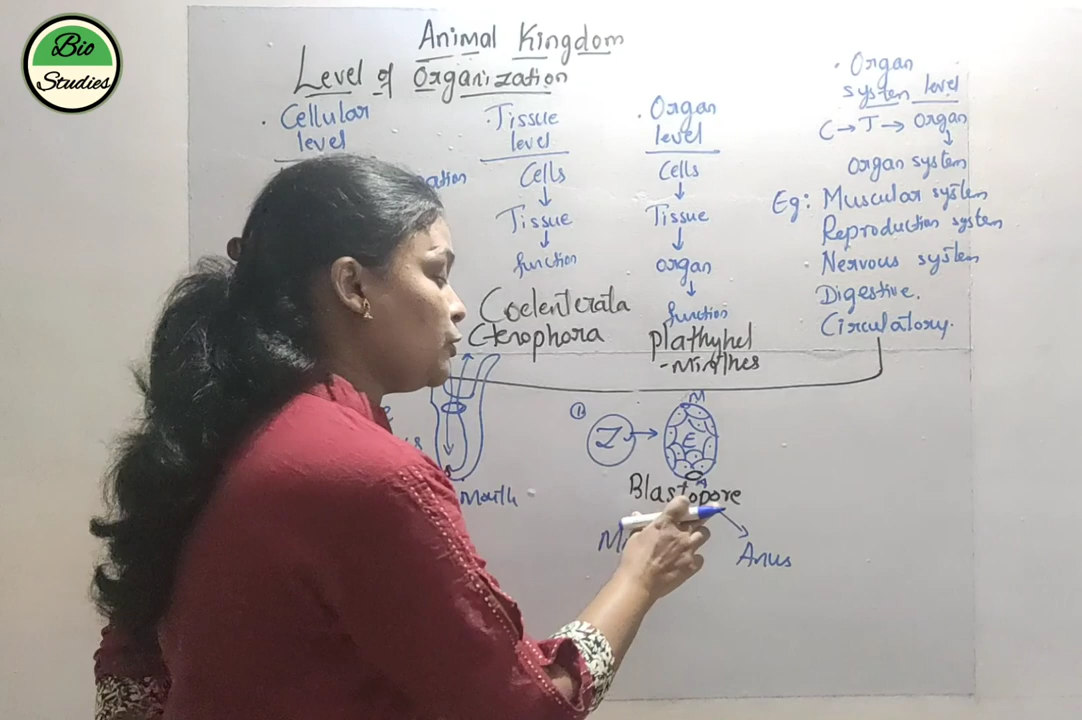 Bio
Studies
Animal Kingdom
Level of Organization
Cellular
level
Tissue
level
Cells
Tissue
function
Coelenterata
Ctenophora
Organ
level
Cells
Tissue
organ
function
Plathyhel
-Minthes
Organ
system level
C → T → Organ
Organ system
Eg: Muscular system
Reproduction system
Nervous system
Digestive.
Circulatory.
Mouth
1
Z
M
E
A
Blastopore
Anus